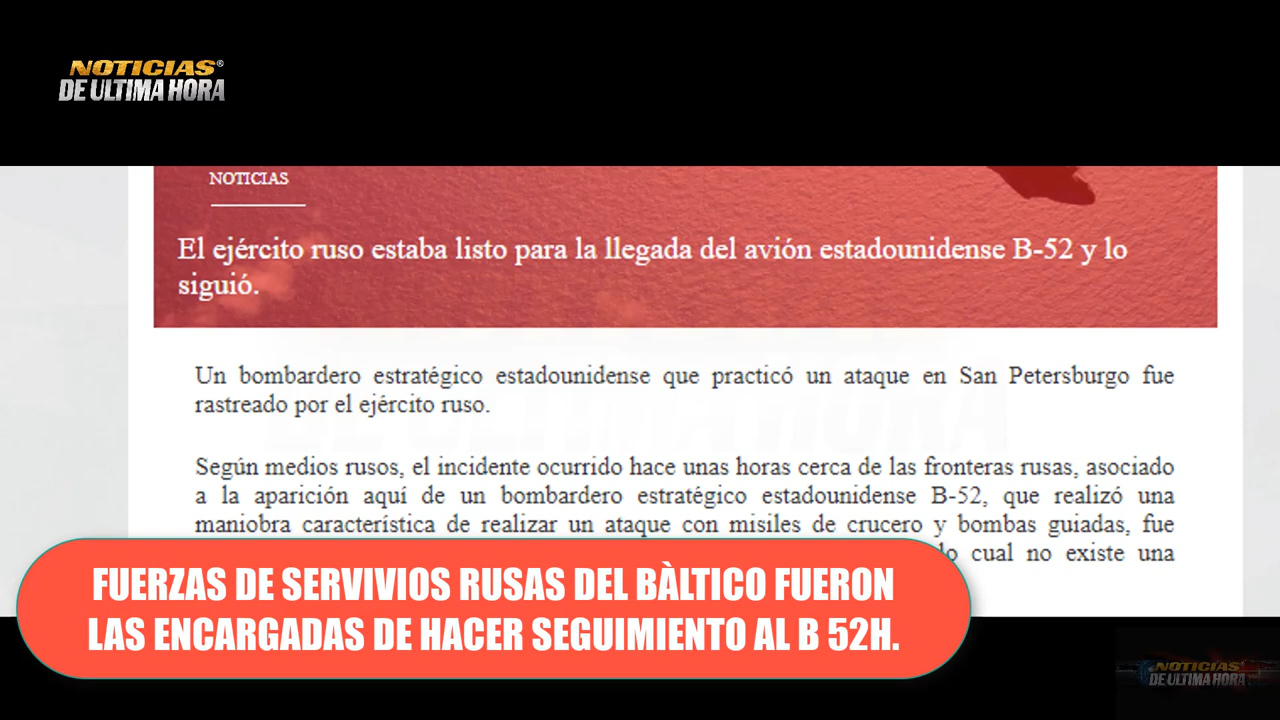 NOTICIAS®
DE ULTIMA HORA
NOTICIAS
El ejército ruso estaba listo para la llegada del avión estadounidense B-52 y lo
siguió.
Un bombardero estratégico estadounidense que practicó un ataque en San Petersburgo fue
rastreado por el ejército ruso.
Según medios rusos, el incidente ocurrido hace unas horas cerca de las fronteras rusas, asociado
a la aparición aquí de un bombardero estratégico estadounidense B-52, que realizó una
maniobra característica de realizar un ataque con misiles de crucero y bombas guiadas, fue
lo cual no existe una
FUERZAS DE SERVIVIOS RUSAS DEL BÀLTICO FUERON
LAS ENCARGADAS DE HACER SEGUIMIENTO AL B 52H.
NOTICIAS
DE ULTIMA HORA